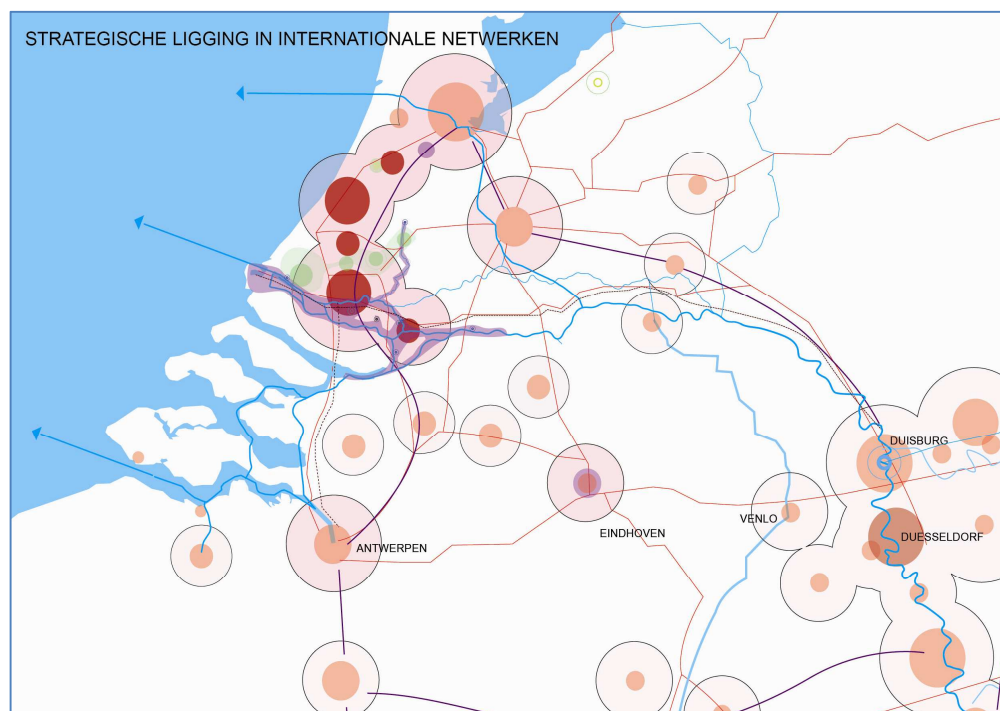 STRATEGISCHE LIGGING IN INTERNATIONALE NETWERKEN
DUISBURG
VENLO
EINDHOVEN
DUESSELDORF
ANTWERPEN